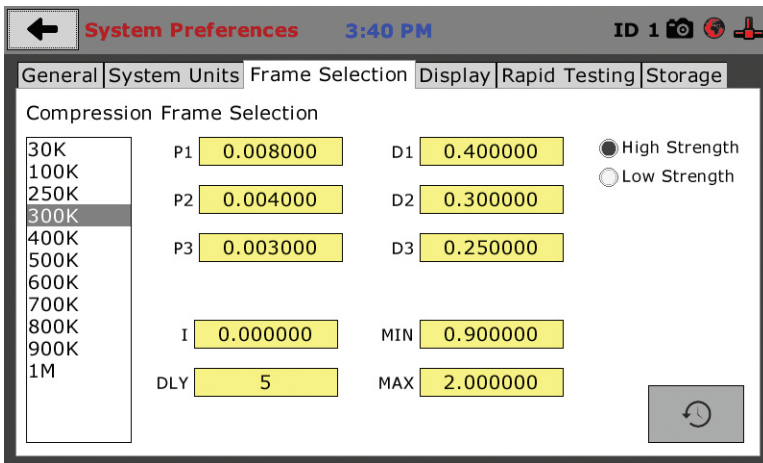 System Preferences 3:40 PM ID 1
General System Units Frame Selection Display Rapid Testing Storage
Compression Frame Selection
30K
100K
250K
300K
400K
500K
600K
700K
800K
900K
1M
P1 0.008000 D1 0.400000
P2 0.004000 D2 0.300000
P3 0.003000 D3 0.250000
I 0.000000 MIN 0.900000
DLY 5 MAX 2.000000
High Strength
Low Strength